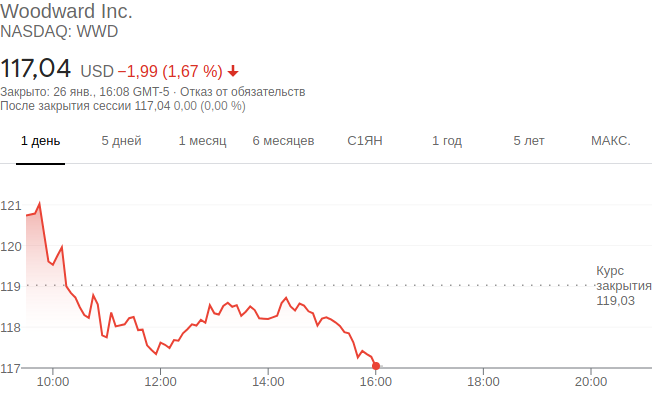 Woodward Inc.
NASDAQ: WWD
117,04 USD −1,99 (1,67 %)
Закрыто: 26 янв., 16:08 GMT-5 · Отказ от обязательств
После закрытия сессии 117,04 0,00 (0,00 %)
1 день 5 дней 1 месяц 6 месяцев С1ЯН 1 год 5 лет МАКС.
121
120
Курс
119 закрытия
119,03
118
117
10:00 12:00 14:00 16:00 18:00 20:00